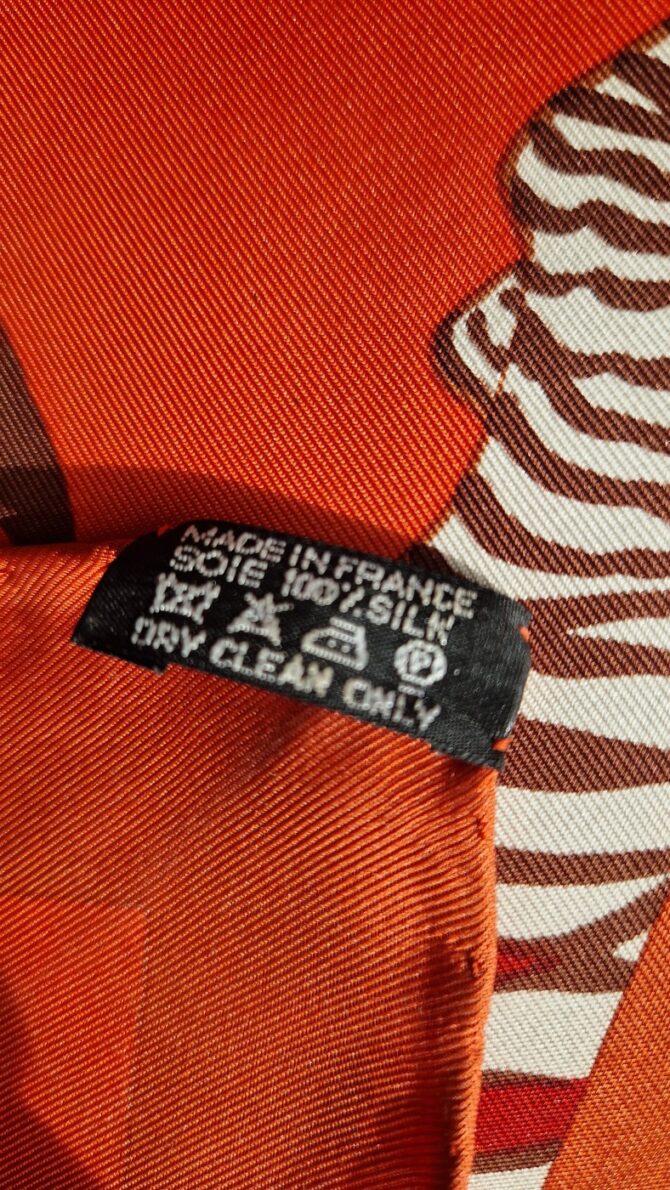 MADE IN FRANCE
SOIE 100% SILK
P
DRY CLEAN ONLY